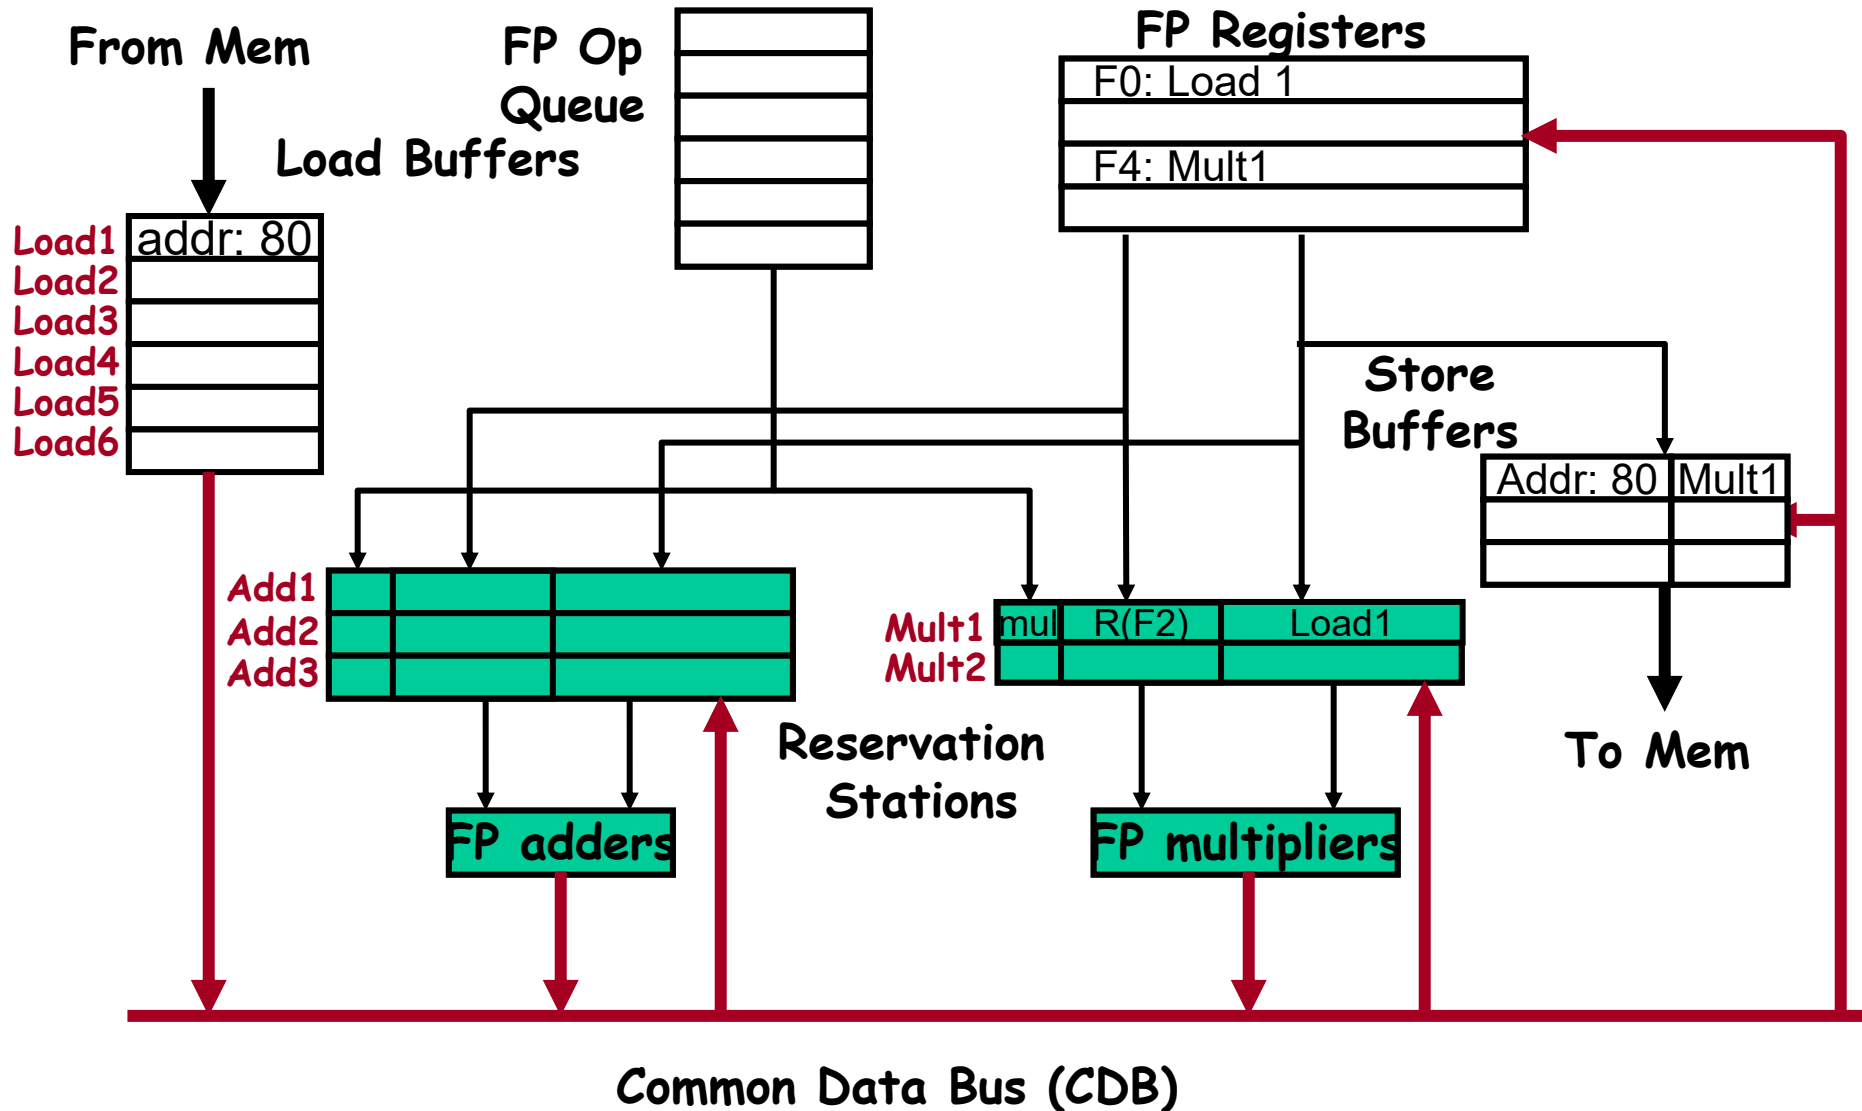 From Mem
FP Op
Queue
FP Registers
F0: Load 1
F4: Mult1
Load Buffers
Load1
addr: 80
Load2
Load3
Load4
Load5
Load6
Store
Buffers
Addr: 80
Mult1
Add1
Add2
Add3
Mult1
mul
R(F2)
Load1
Mult2
Reservation
Stations
To Mem
FP adders
FP multipliers
Common Data Bus (CDB)